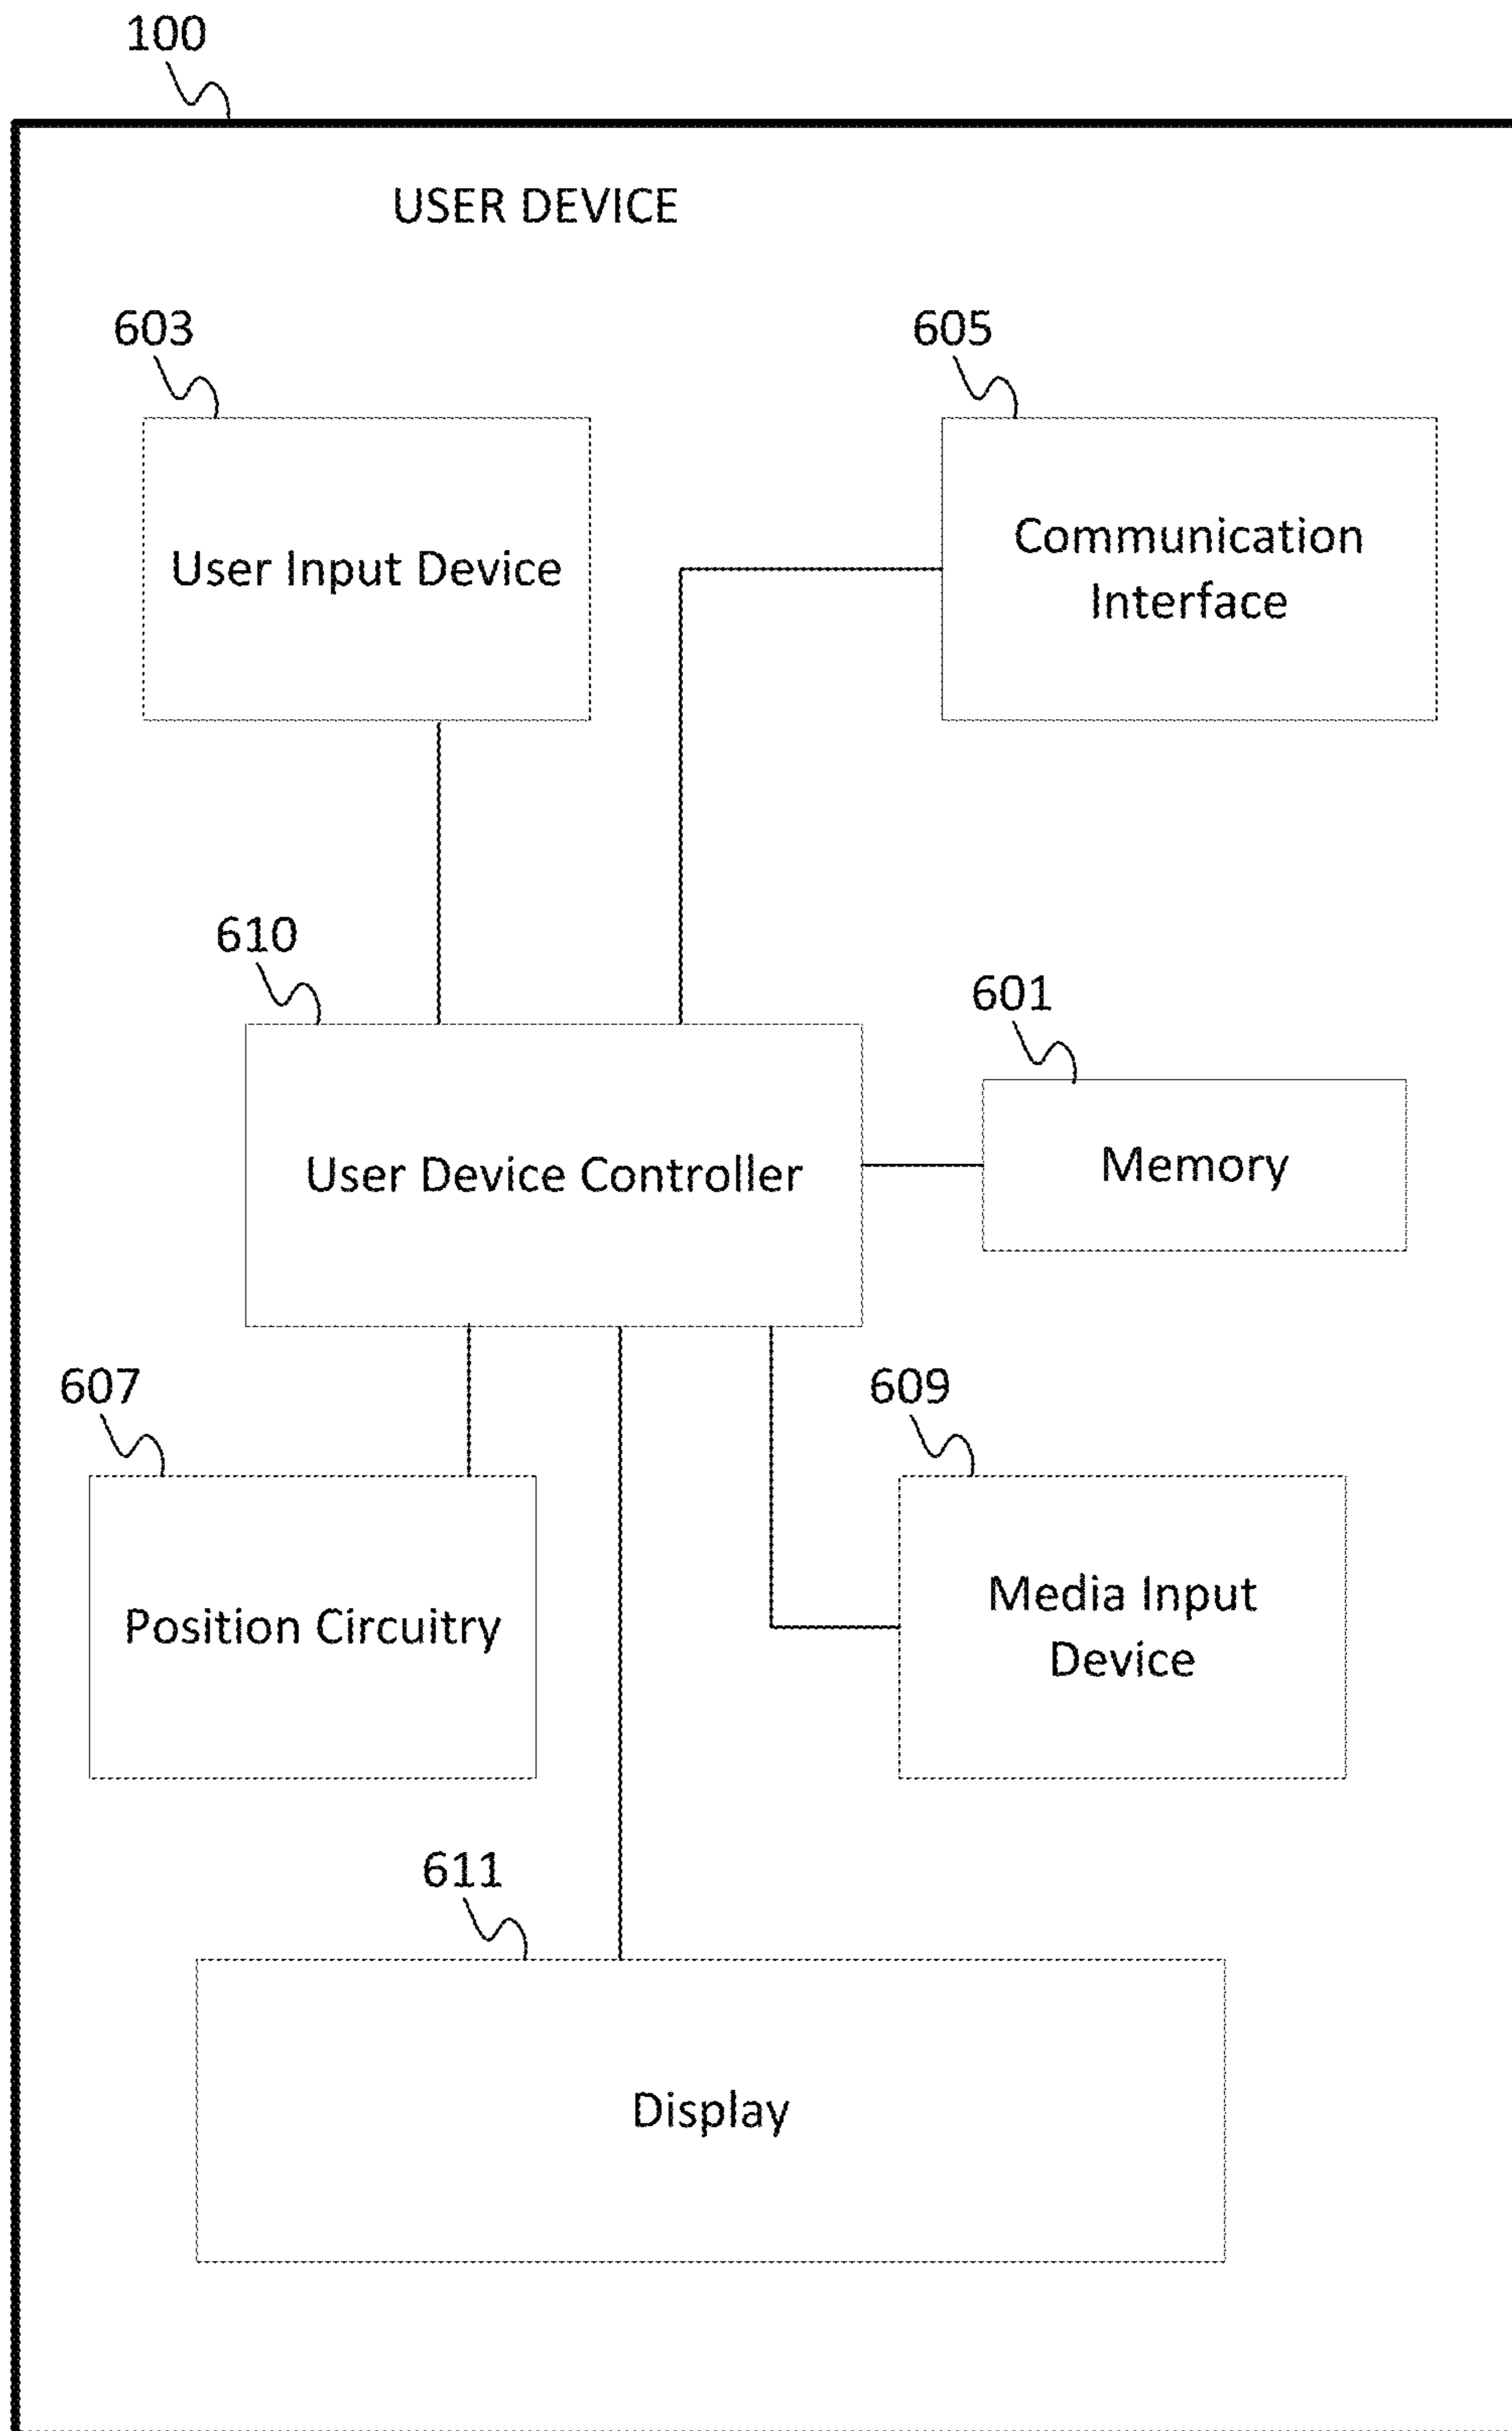 100
USER DEVICE
603
605
User Input Device
Communication
Interface
610
601
User Device Controller
Memory
607
609
Position Circuitry
Media Input
Device
611
Display